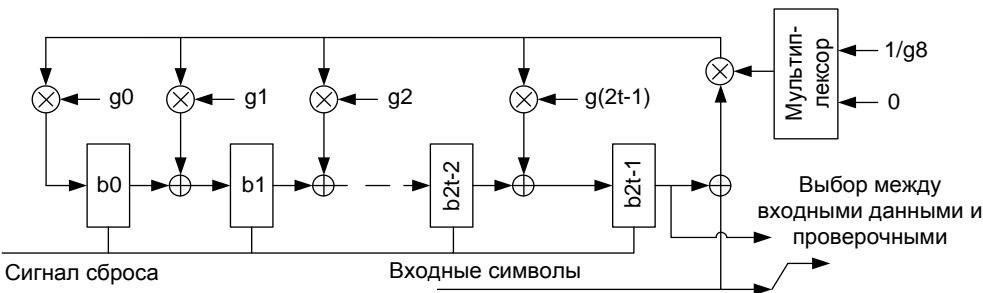 Мультип-
лексор
1/g8
0
g0
g1
g2
g(2t-1)
b0
b1
b2t-2
b2t-1
Выбор между
входными данными и
проверочными
Сигнал сброса
Входные символы